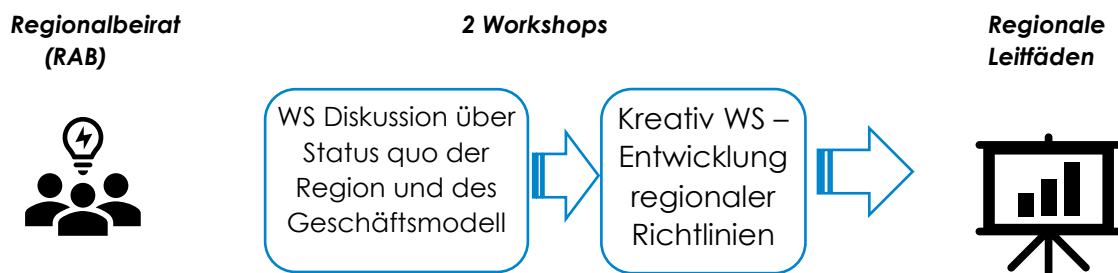 Regionalbeirat
(RAB)
2 Workshops
Regionale
Leitfäden
WS Diskussion über
Status quo der
Region und des
Geschäftsmodell
Kreativ WS –
Entwicklung
regionaler
Richtlinien